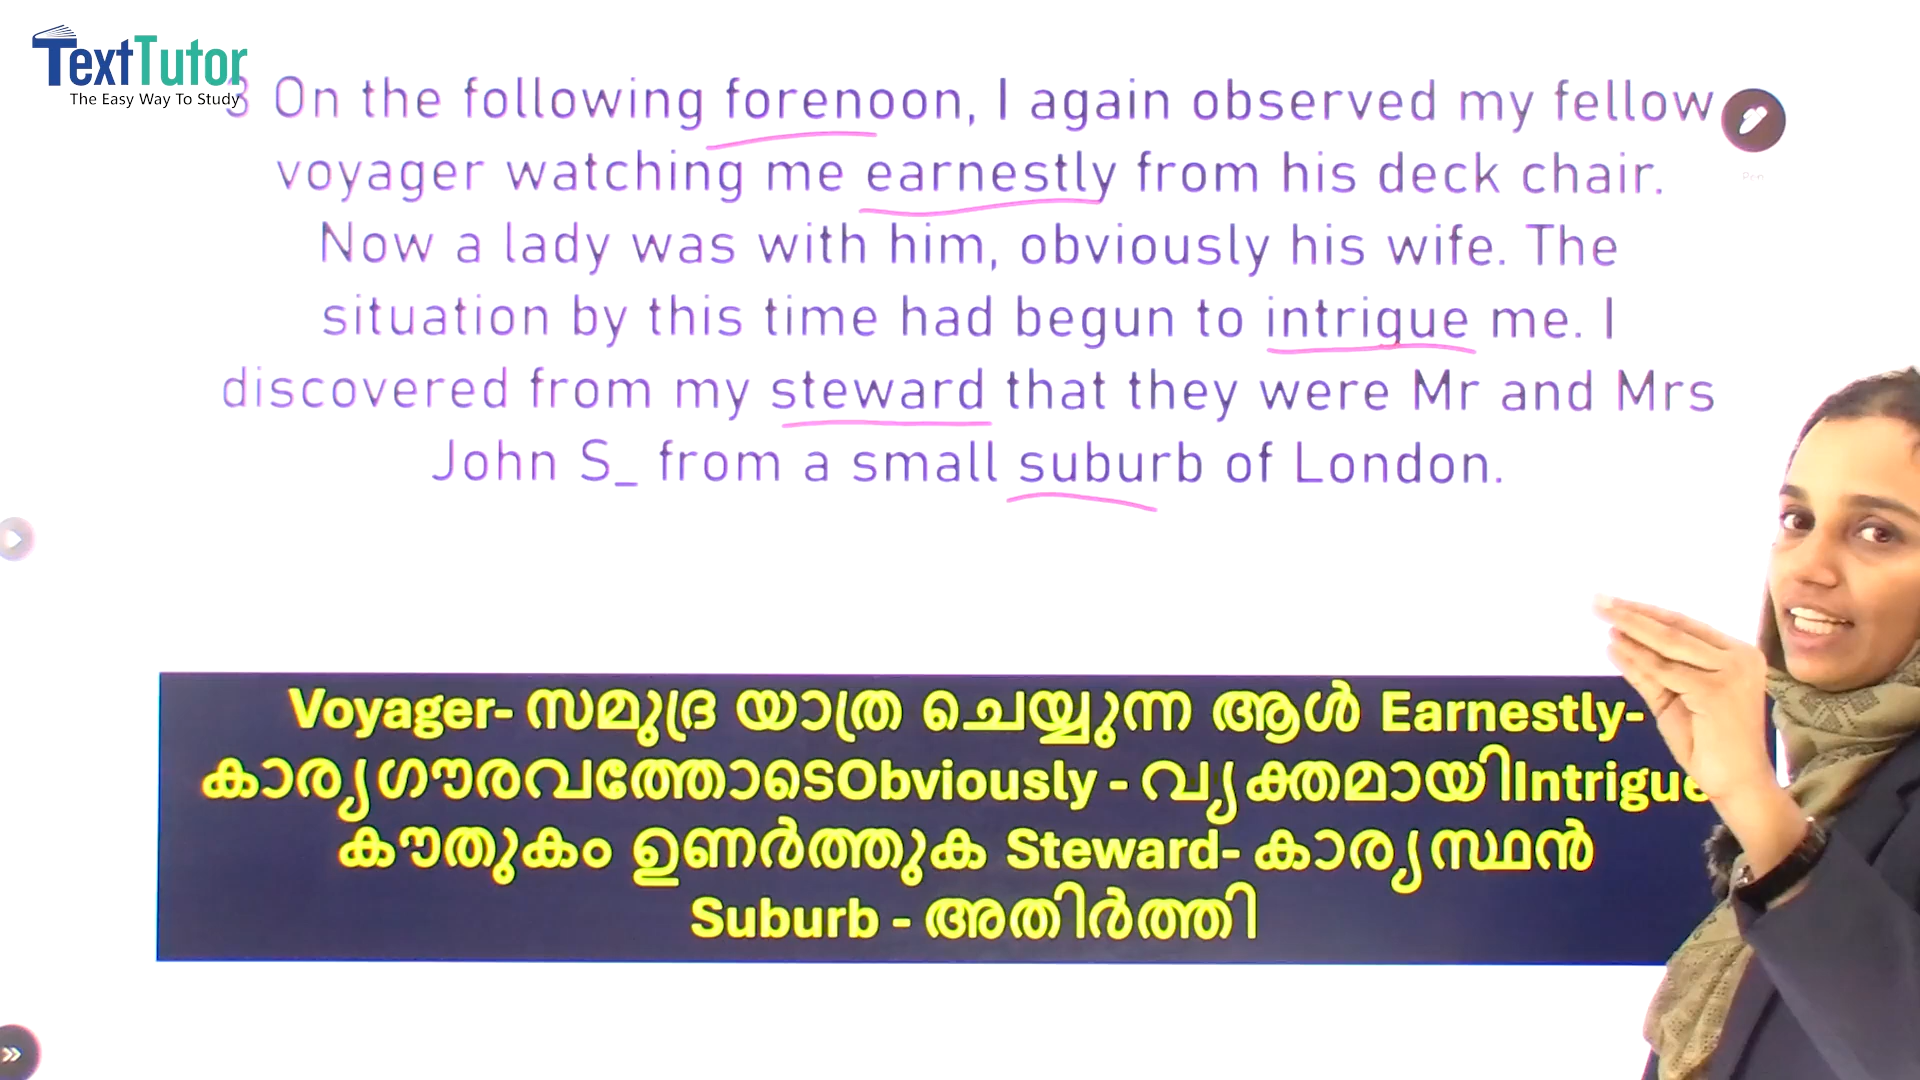 TextTutor
The Easy Way To Study
3 On the following forenoon, I again observed my fellow
voyager watching me earnestly from his deck chair.
Now a lady was with him, obviously his wife. The
situation by this time had begun to intrigue me. I
discovered from my steward that they were Mr and Mrs
John S_ from a small suburb of London.
Pen
Voyager- സമുദ്ര യാത്ര ചെയ്യുന്ന ആൾ Earnestly-
കാര്യഗൗരവത്തോടെObviously - വ്യക്തമായിIntrigue
കൗതുകം ഉണർത്തുക Steward- കാര്യസ്ഥൻ
Suburb - അതിർത്തി